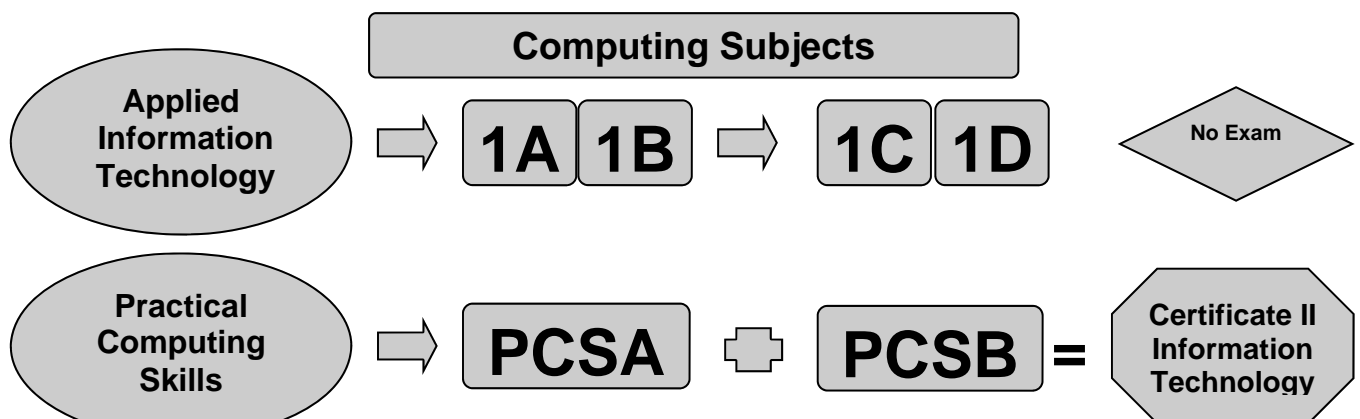 Computing Subjects
Applied
Information
Technology
1A 1B
1C 1D
No Exam
Practical
Computing
Skills
PCSA
PCSB =
Certificate II
Information
Technology